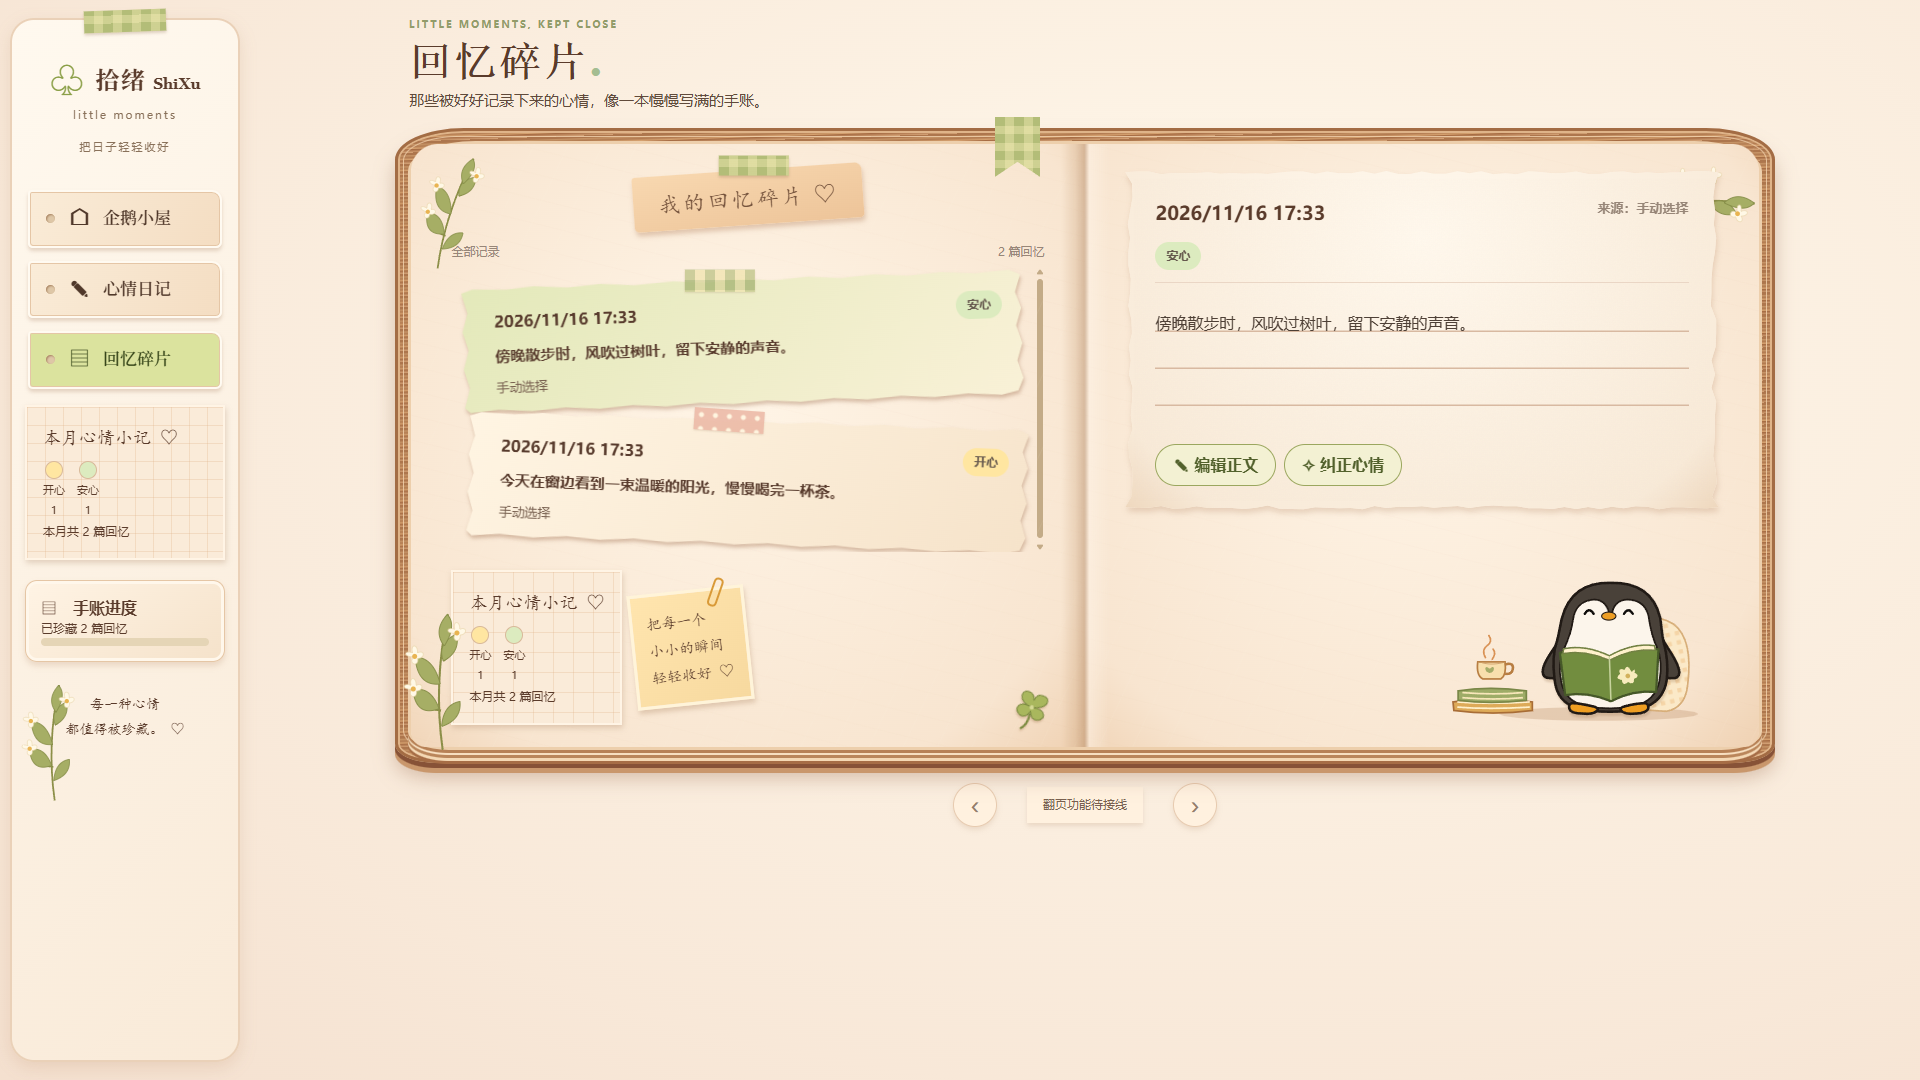 拾绪 ShiXu
little moments
把日子轻轻收好
企鹅小屋
心情日记
回忆碎片
本月心情小记 ♡
开心 安心
1 1
本月共 2 篇回忆
手账进度
已珍藏 2 篇回忆
每一种心情
都值得被珍藏。 ♡
LITTLE MOMENTS, KEPT CLOSE
回忆碎片.
那些被好好记录下来的心情，像一本慢慢写满的手账。
我的回忆碎片 ♡
全部记录 2 篇回忆
2026/11/16 17:33 安心
傍晚散步时，风吹过树叶，留下安静的声音。
手动选择
2026/11/16 17:33 开心
今天在窗边看到一束温暖的阳光，慢慢喝完一杯茶。
手动选择
本月心情小记 ♡
开心 安心
1 1
本月共 2 篇回忆
把每一个
小小的瞬间
轻轻收好 ♡
2026/11/16 17:33 来源：手动选择
安心
傍晚散步时，风吹过树叶，留下安静的声音。
编辑正文 纠正心情
‹ 翻页功能待接线 ›